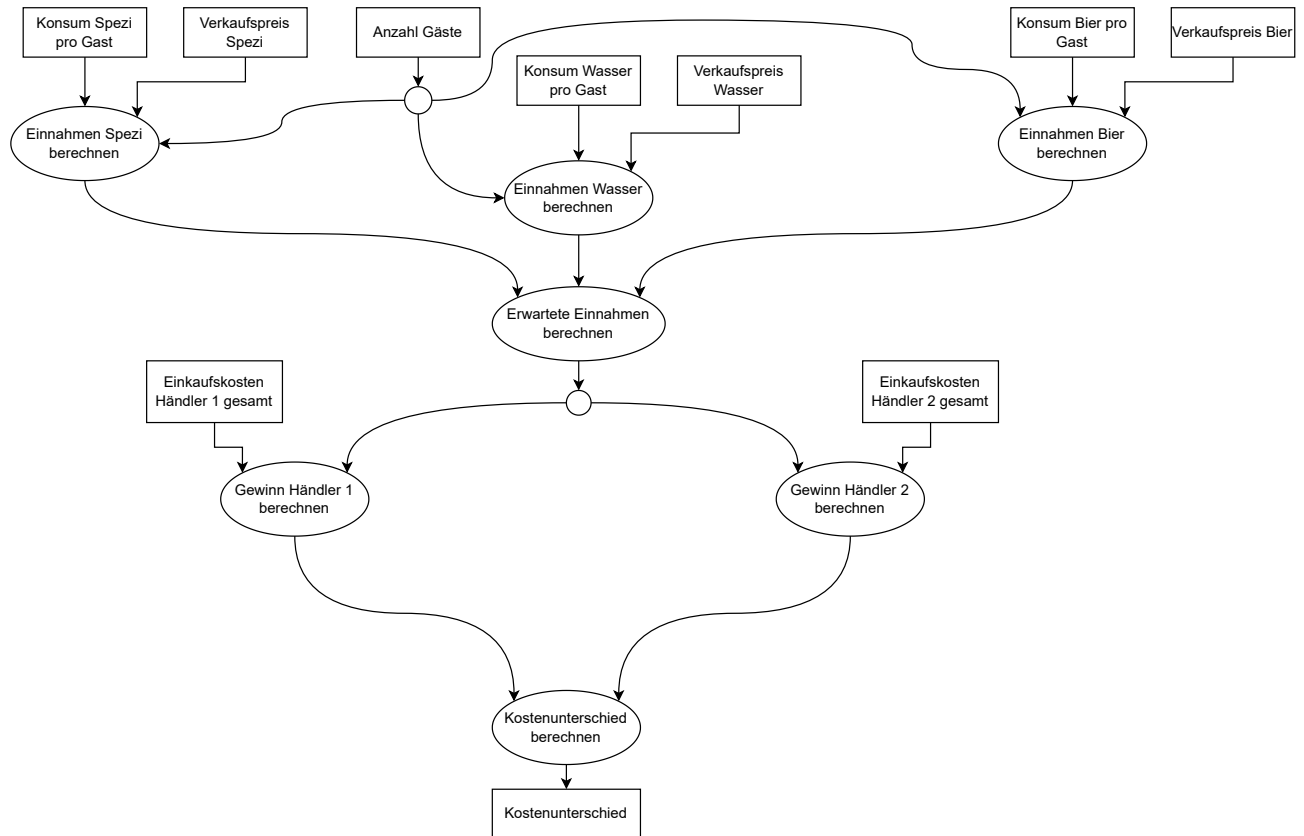 Konsum Spezi
pro Gast
Verkaufspreis
Spezi
Anzahl Gäste
Konsum Bier pro
Gast
Verkaufspreis Bier
Konsum Wasser
pro Gast
Verkaufspreis
Wasser
Einnahmen Spezi
berechnen
Einnahmen Bier
berechnen
Einnahmen Wasser
berechnen
Erwartete Einnahmen
berechnen
Einkaufskosten
Händler 1 gesamt
Einkaufskosten
Händler 2 gesamt
Gewinn Händler 1
berechnen
Gewinn Händler 2
berechnen
Kostenunterschied
berechnen
Kostenunterschied